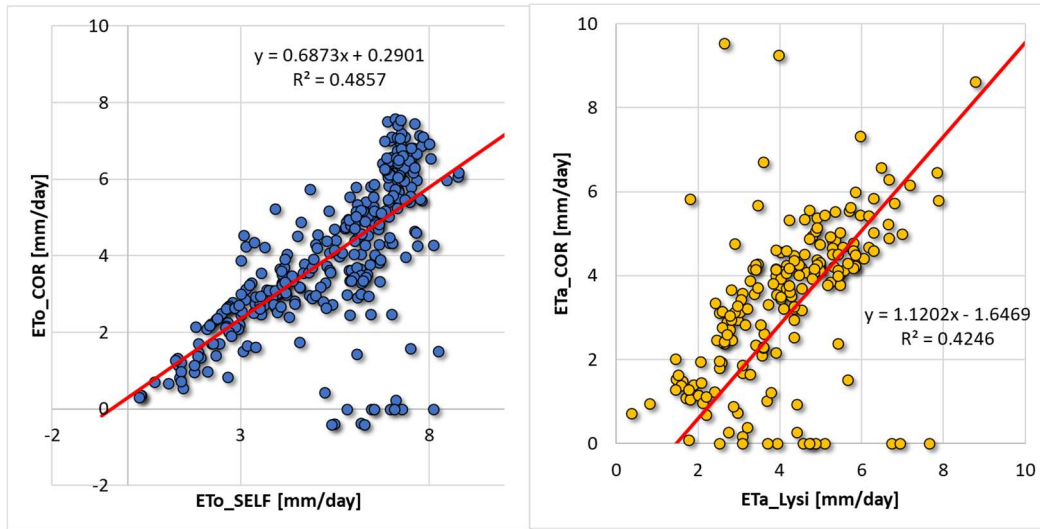 10
y = 0.6873x + 0.2901
R² = 0.4857
8
6
4
2
0
-2
3
8
-2
ETo_COR [mm/day]
ETo_SELF [mm/day]
10
8
6
4
2
0
y = 1.1202x - 1.6469
R² = 0.4246
0
2
4
6
8
10
ETa_COR [mm/day]
ETa_Lysi [mm/day]